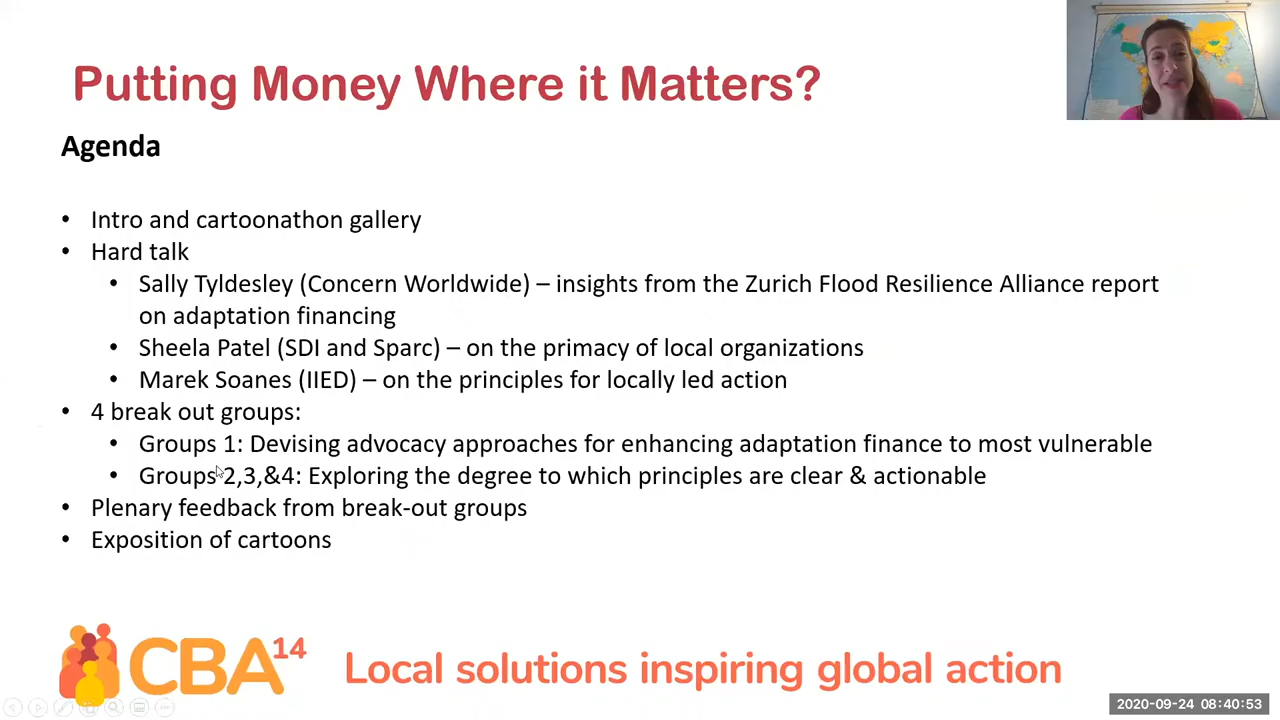 Putting Money Where it Matters?
Agenda
• Intro and cartoonathon gallery
• Hard talk
• Sally Tyldesley (Concern Worldwide) – insights from the Zurich Flood Resilience Alliance report
on adaptation financing
• Sheela Patel (SDI and Sparc) – on the primacy of local organizations
• Marek Soanes (IIED) – on the principles for locally led action
• 4 break out groups:
• Groups 1: Devising advocacy approaches for enhancing adaptation finance to most vulnerable
• Groups 2,3,&4: Exploring the degree to which principles are clear & actionable
• Plenary feedback from break-out groups
• Exposition of cartoons
CBA14
Local solutions inspiring global action
2020-09-24 08:40:53